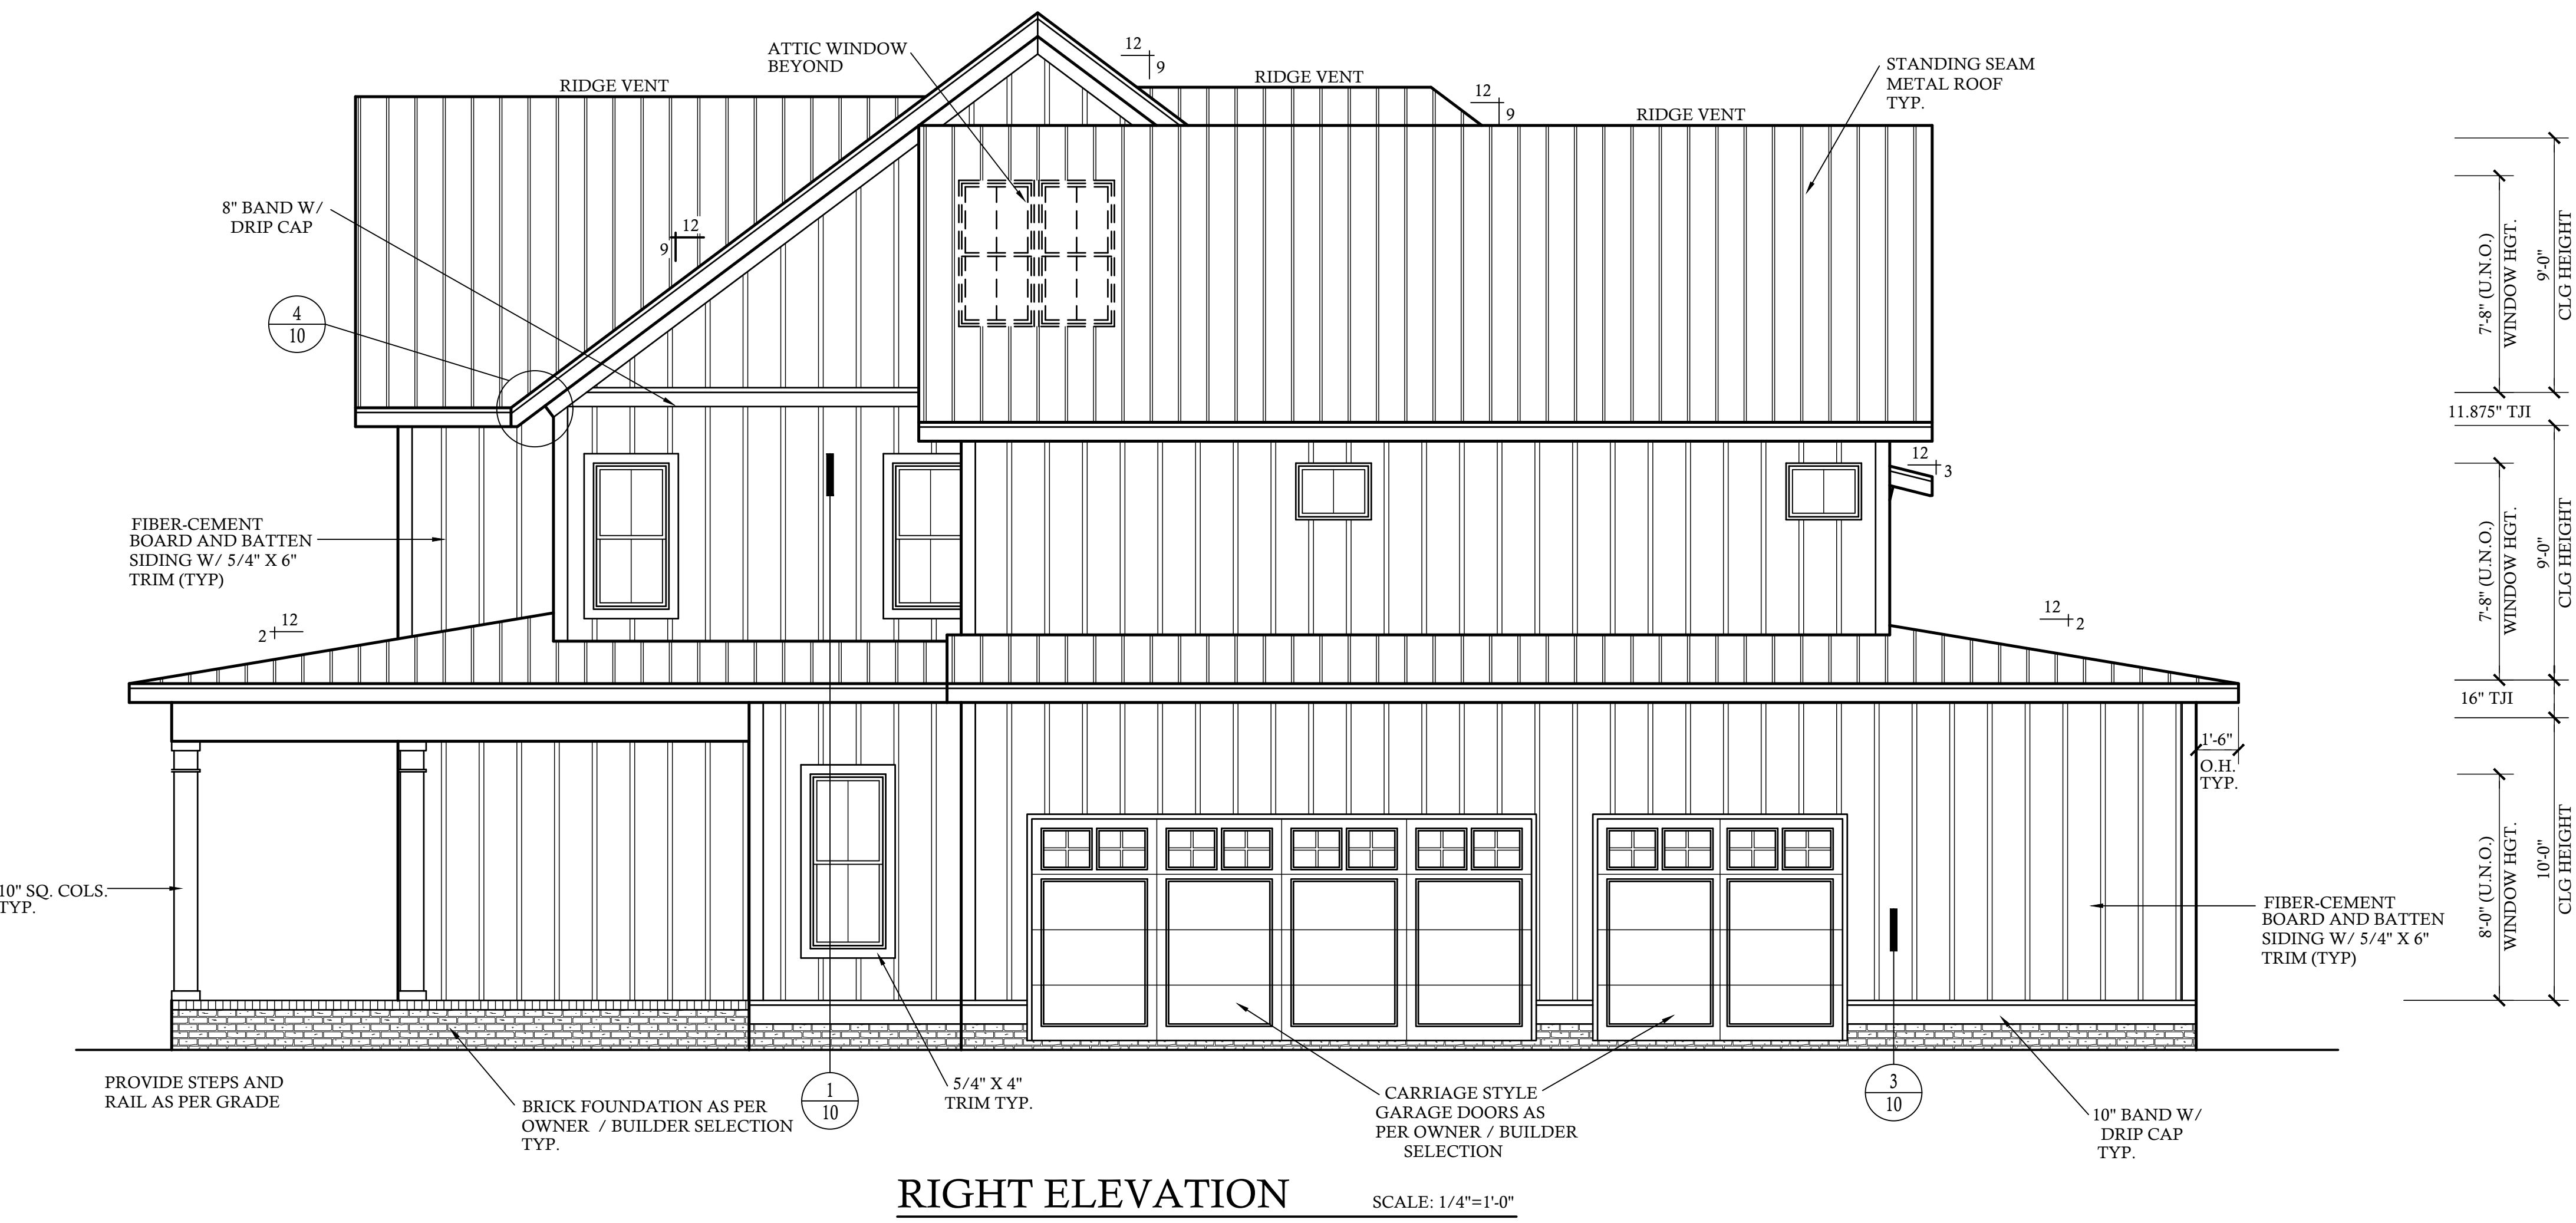 ATTIC WINDOW
BEYOND
12
9
RIDGE VENT
RIDGE VENT
12
9
RIDGE VENT
STANDING SEAM
METAL ROOF
TYP.
8" BAND W/
DRIP CAP
12
9
4
10
FIBER-CEMENT
BOARD AND BATTEN
SIDING W/ 5/4" X 6"
TRIM (TYP)
12
2
12
3
12
2
10" SQ. COLS.
TYP.
1'-6"
O.H.
TYP.
FIBER-CEMENT
BOARD AND BATTEN
SIDING W/ 5/4" X 6"
TRIM (TYP)
7'-8" (U.N.O.)
WINDOW HGT.
9'-0"
CLG HEIGHT
11.875" TJI
7'-8" (U.N.O.)
WINDOW HGT.
9'-0"
CLG HEIGHT
16" TJI
8'-0" (U.N.O.)
WINDOW HGT.
10'-0"
CLG HEIGHT
PROVIDE STEPS AND
RAIL AS PER GRADE
BRICK FOUNDATION AS PER
OWNER / BUILDER SELECTION
TYP.
1
10
5/4" X 4"
TRIM TYP.
CARRIAGE STYLE
GARAGE DOORS AS
PER OWNER / BUILDER
SELECTION
3
10
10" BAND W/
DRIP CAP
TYP.
RIGHT ELEVATION
SCALE: 1/4"=1'-0"